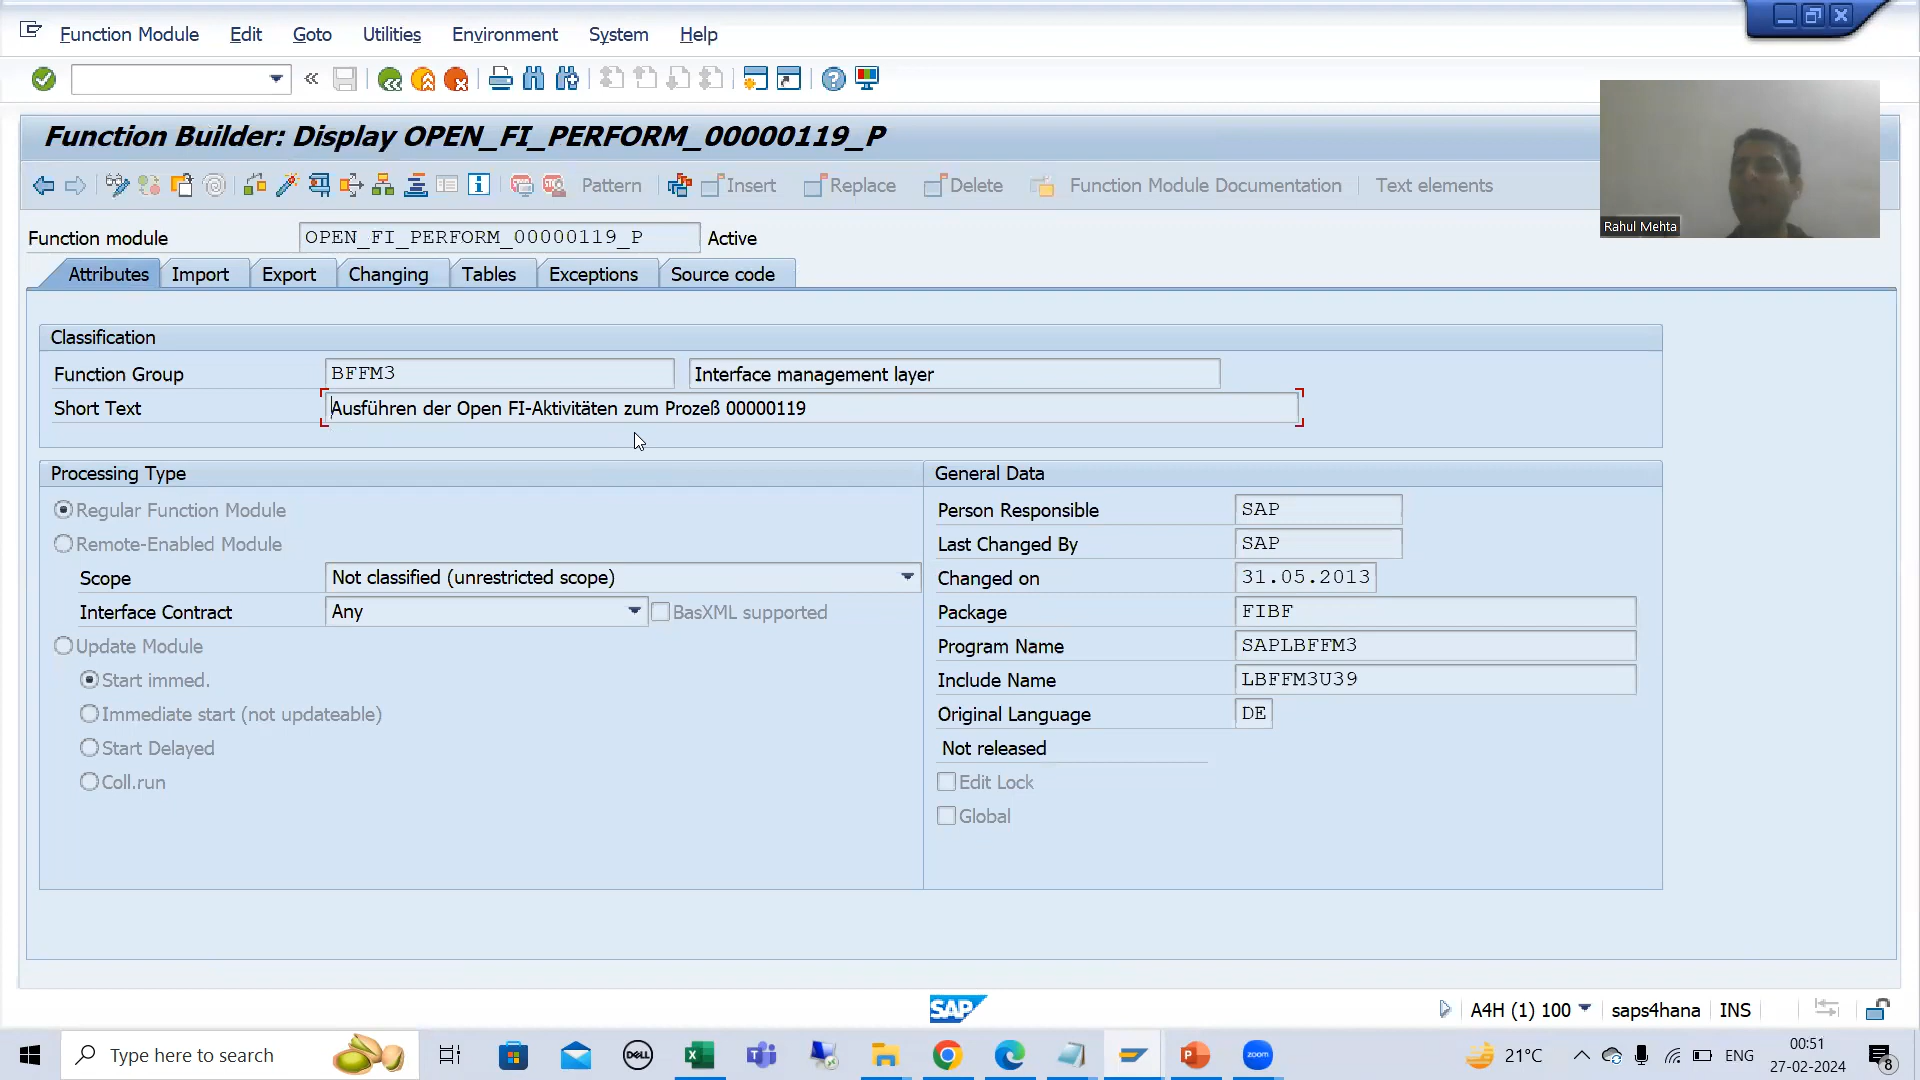 Function Module Edit Goto Utilities Environment System Help
Function Builder: Display OPEN_FI_PERFORM_00000119_P
Pattern Insert Replace Delete Function Module Documentation Text elements
Rahul Mehta
Function module OPEN_FI_PERFORM_00000119_P Active
Attributes Import Export Changing Tables Exceptions Source code
Classification
Function Group BFFM3 Interface management layer
Short Text Ausführen der Open FI-Aktivitäten zum Prozeß 00000119
Processing Type
Regular Function Module
Remote-Enabled Module
Scope Not classified (unrestricted scope)
Interface Contract Any BasXML supported
Update Module
Start immed.
Immediate start (not updateable)
Start Delayed
Coll.run
General Data
Person Responsible SAP
Last Changed By SAP
Changed on 31.05.2013
Package FIBF
Program Name SAPLBFFM3
Include Name LBFFM3U39
Original Language DE
Not released
Edit Lock
Global
SAP
A4H (1) 100 saps4hana INS
Type here to search
DELL
zoom
21°C
ENG
00:51
27-02-2024
8